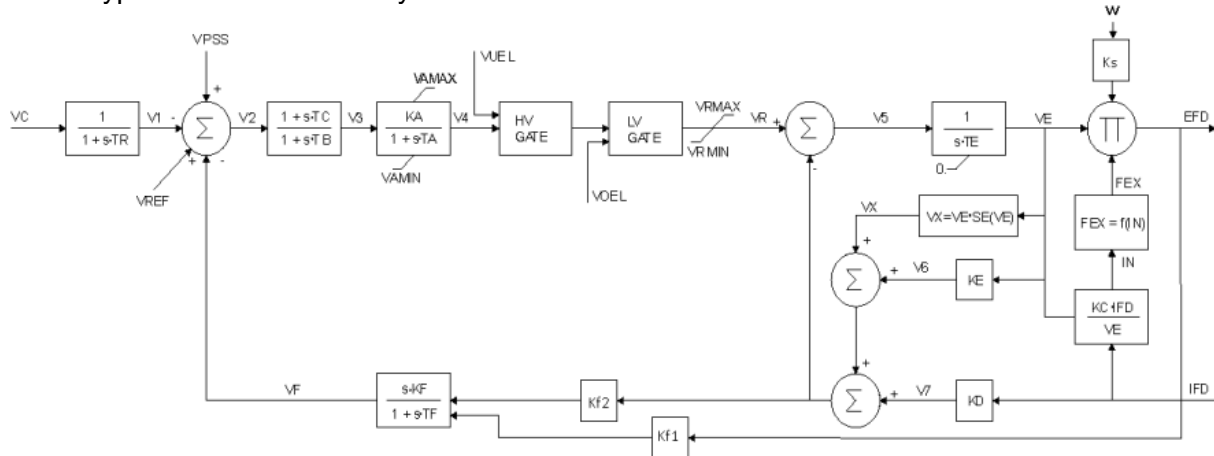 W
VPSS
Ks
VUEL
VAMAX
VC
1
1 + s·TR
V1
-
+
Σ
V2
1 + s·TC
1 + s·TB
V3
KA
1 + s·TA
V4
HV
GATE
LV
GATE
VRMAX
VR
+
VRMIN
Σ
V5
1
s·TE
VE
Π
EFD
+
-
VREF
VAMIN
VOEL
-
0.
FEX
VX
VX=VE*SE(VE)
FEX = f(IN)
+
IN
Σ
+
V6
KE
KC·IFD
VE
+
VF
s·KF
1 + s·TF
Kf2
Σ
+
V7
KD
IFD
Kf1